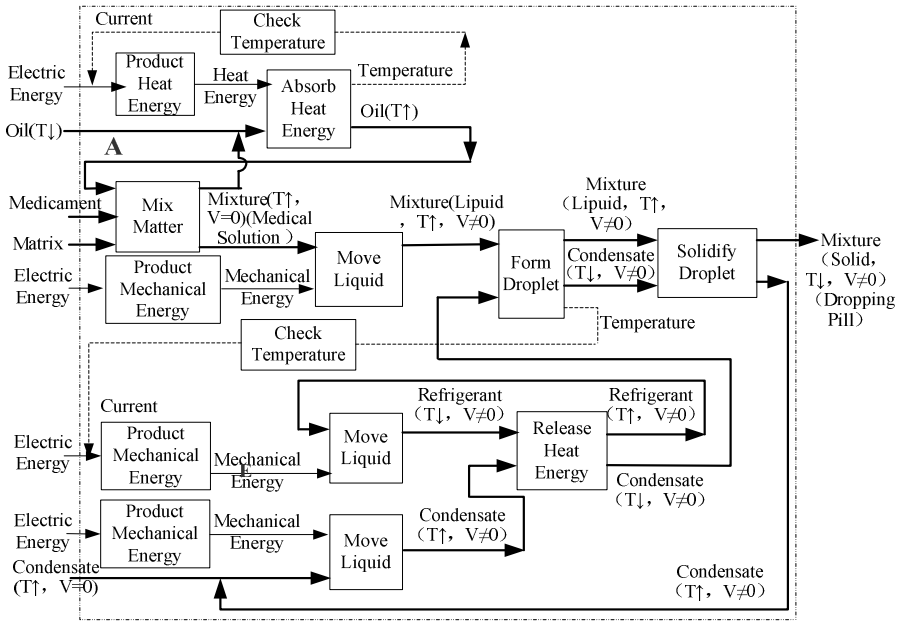 Current
Check
Temperature
Electric
Energy
Product
Heat
Energy
Heat
Energy
Absorb
Heat
Energy
Temperature
Oil(T↑)
Oil(T↓)
A
Medicament
Matrix
Mix
Matter
Mixture(T↑,
V=0)(Medical
Solution)
Mixture(Lipuid
, T↑, V≠0)
Mixture
(Lipuid, T↑,
V≠0)
Condensate
(T↓, V≠0)
Form
Droplet
Solidify
Droplet
Mixture
(Solid,
T↓, V≠0)
(Dropping
Pill)
Electric
Energy
Product
Mechanical
Energy
Mechanical
Energy
Move
Liquid
Temperature
Check
Temperature
Current
Electric
Energy
Product
Mechanical
Energy
Mechanical
Energy
E
Move
Liquid
Refrigerant
(T↓, V≠0)
Refrigerant
(T↑, V≠0)
Release
Heat
Energy
Condensate
(T↓, V≠0)
Electric
Energy
Product
Mechanical
Energy
Mechanical
Energy
Move
Liquid
Condensate
(T↑, V≠0)
Condensate
(T↑, V=0)
Condensate
(T↑, V≠0)